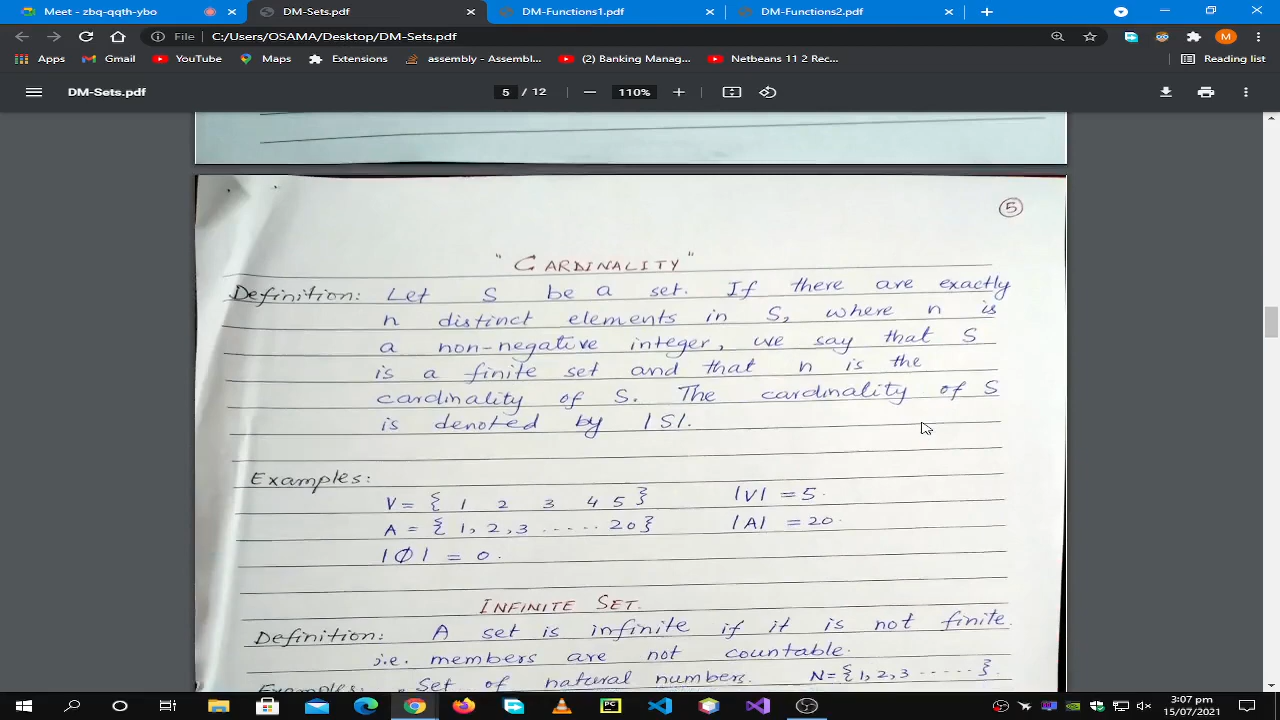 Meet - zbq-qqth-ybo
DM-Sets.pdf
DM-Functions1.pdf
DM-Functions2.pdf
File C:/Users/OSAMA/Desktop/DM-Sets.pdf
M
Apps Gmail YouTube Maps Extensions assembly - Assembl... (2) Banking Manag... Netbeans 11 2 Rec... Reading list
DM-Sets.pdf 5 / 12 110%
5
"CARDINALITY"
Definition: Let S be a set. If there are exactly
n distinct elements in S, where n is
a non-negative integer, we say that S
is a finite set and that n is the
cardinality of S. The cardinality of S
is denoted by |S|.
Examples:
V = { 1 2 3 4 5 } |V| = 5.
A = { 1, 2, 3 ...... 20 } |A| = 20.
|Φ| = 0.
INFINITE SET.
Definition: A set is infinite if it is not finite.
i.e. members are not countable.
Examples: . Set of natural numbers. N = {1, 2, 3 ......}.
3:07 pm
15/07/2021